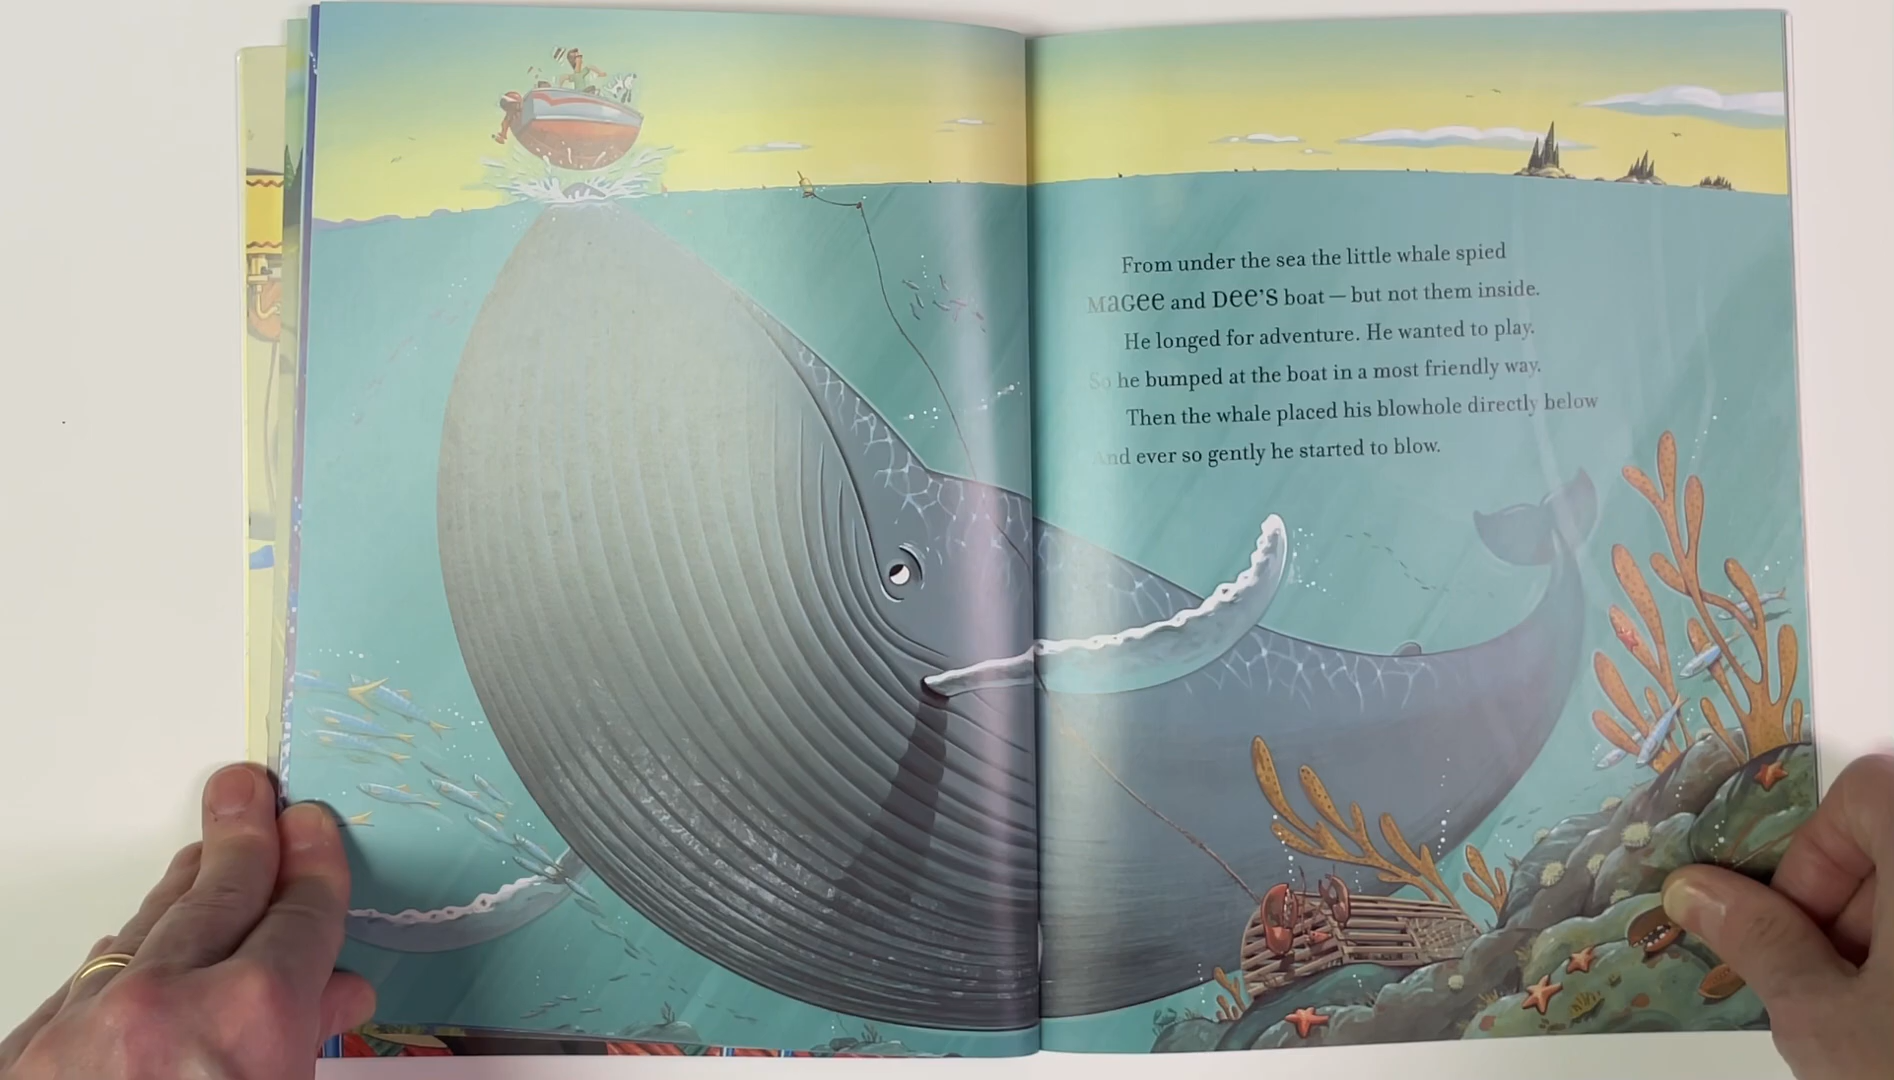 From under the sea the little whale spied
MaGee and Dee's boat — but not them inside.
He longed for adventure. He wanted to play.
So he bumped at the boat in a most friendly way.
Then the whale placed his blowhole directly below
And ever so gently he started to blow.